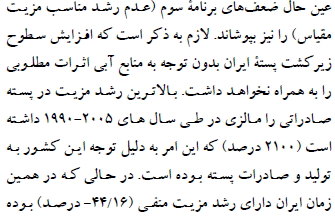 عین حال ضعف‌های برنامهٔ سوم (عدم رشد مناسب مزیت
مقیاس) را نیز بپوشاند. لازم به ذکر است که افزایش سطوح
زیرکشت پستهٔ ایران بدون توجه به منابع آبی اثرات مطلوبی
را به همراه نخواهد داشت. بالاترین رشد مزیت در پسته
صادراتی را مالزی در طی سال های ۲۰۰۵-۱۹۹۰ داشته
است (۲۱۰۰ درصد) که این امر به دلیل توجه این کشور به
تولید و صادرات پسته بوده است. در حالی که در همین
زمان ایران دارای رشد مزیت منفی (۴۴/۱۶- درصد) بوده